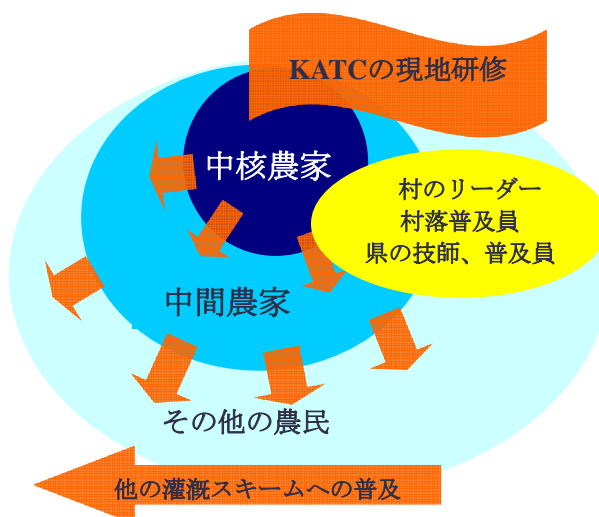 KATCの現地研修
中核農家
村のリーダー
村落普及員
県の技師、普及員
中間農家
その他の農民
他の灌漑スキームへの普及